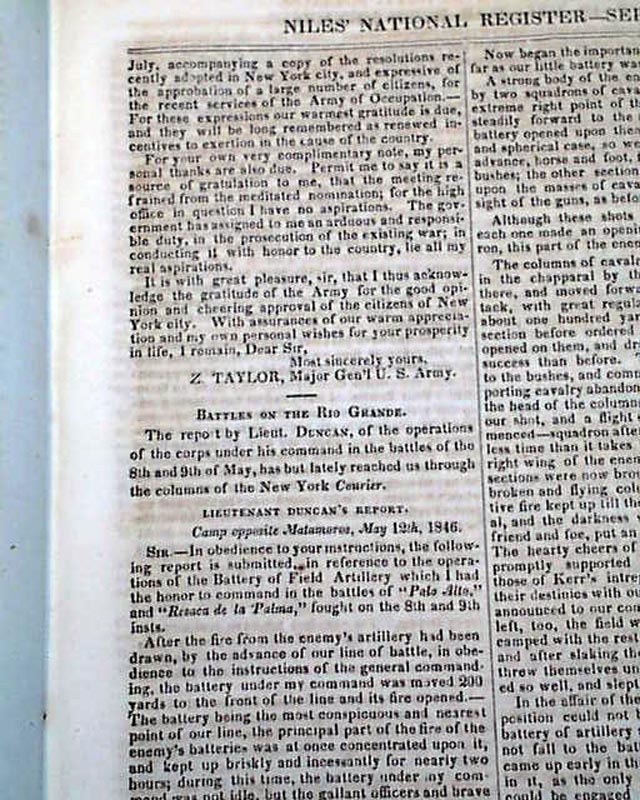 NILES' NATIONAL REGISTER—SE
July, accompanying a copy of the resolutions re-
cently adopted in New York city, and expressive of
the approbation of a large number of citizens, for
the recent services of the Army of Occupation.—
For these expressions our warmest gratitude is due,
and they will be long remembered as renewed in-
centives to exertion in the cause of the country.
For your own very complimentary note, my per-
sonal thanks are also due. Permit me to say it is a
source of gratulation to me, that the meeting re-
frained from the meditated nomination; for the high
office in question I have no aspirations. The gov-
ernment has assigned to me an arduous and responsi-
ble duty, in the prosecution of the existing war; in
conducting it with honor to the country, lie all my
real aspirations.
It is with great pleasure, sir, that I thus acknow-
ledge the gratitude of the Army for the good opi-
nion and cheering approval of the citizens of New
York city. With assurances of our warm apprecia-
tion and my own personal wishes for your prosperity
in life, I remain, Dear Sir,
Most sincerely yours,
Z. TAYLOR, Major Gen'l U. S. Army.
BATTLES ON THE RIO GRANDE.
The report by Lieut. DUNCAN, of the operations
of the corps under his command in the battles of the
8th and 9th of May, has but lately reached us through
the columns of the New York Courier.
LIEUTENANT DUNCAN'S REPORT.
Camp opposite Matamoros, May 12th, 1846.
SIR.—In obedience to your instructions, the follow-
ing report is submitted, in reference to the opera-
tions of the Battery of Field Artillery which I had
the honor to command in the battles of "Palo Alto,"
and "Resaca de la Palma," fought on the 8th and 9th
insts.
After the fire from the enemy's artillery had been
drawn, by the advance of our line of battle, in obe-
dience to the instructions of the general command-
ing, the battery under my command was moved 200
yards to the front of the line and its fire opened.—
The battery being the most conspicuous and nearest
point of our line, the principal part of the fire of the
enemy's batteries was at once concentrated upon it,
and kept up briskly and incessantly for nearly two
hours; during this time, the battery under my com-
mand was not idle, but the gallant officers and brave
Now began the importan
far as our little battery was
A strong body of the en
by two squadrons of cava
extreme right point of
steadily forward to the
battery opened upon the
and spherical case, so we
advance, horse and foot,
bushes; the other section
upon the masses of cava
sight of the guns, as befo
Although these shots
each one made an openi
ron, this part of the ene
The columns of cavalr
in the chapparal by th
there, and moved forwa
tack, with great regul
about one hundred yar
section before ordered
opened on them, and dr
success than before.
to the bushes, and comm
porting cavalry abandon
the head of the column
our shot, and a flight
menced—squadron after
less time than it takes
right wing of the enem
sections were now brou
broken and flying col
tive fire kept up till th
al, and the darkness
friend and foe, put an
The hearty cheers of
promptly supported
those of Kerr's intre
their destinies with ou
announced to our co
left, too, the field w
camped with the rest
and after slaking the
threw themselves un
ed so well, and slept
In the affair of the
position could not
battery of artillery
not fall to the bat
came up early in th
in it, as the only
could be engaged